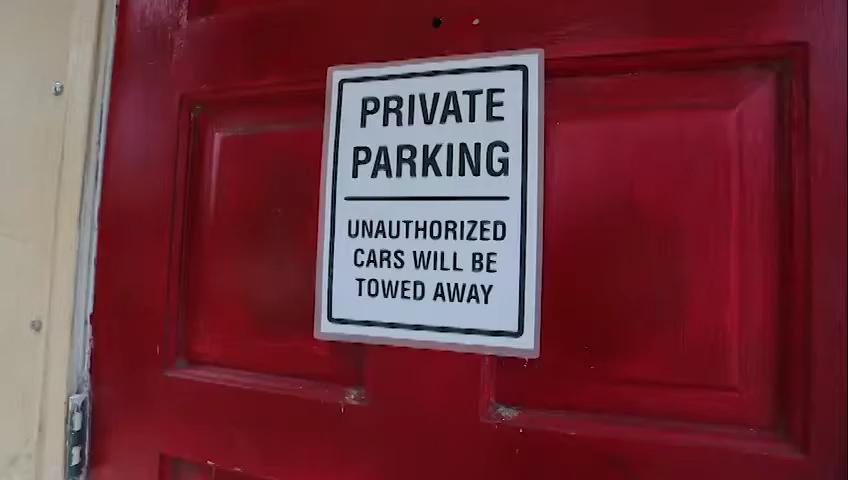 PRIVATE
PARKING
UNAUTHORIZED
CARS WILL BE
TOWED AWAY